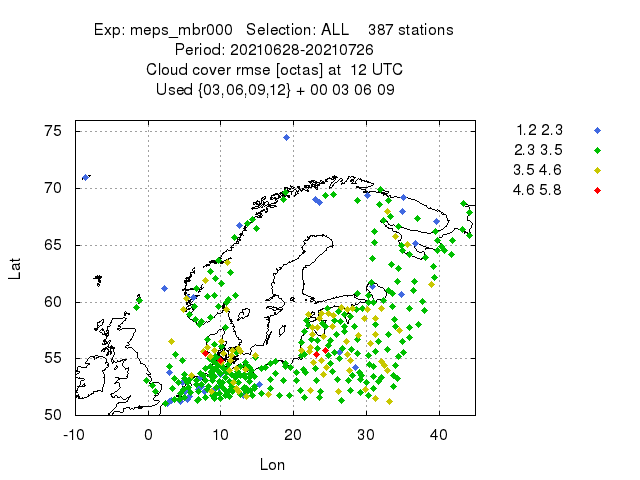 Exp: meps_mbr000 Selection: ALL 387 stations
Period: 20210628-20210726
Cloud cover rmse [octas] at 12 UTC
Used {03,06,09,12} + 00 03 06 09
75
70
65
60
55
50
Lat
-10 0 10 20 30 40
Lon
1.2 2.3
2.3 3.5
3.5 4.6
4.6 5.8